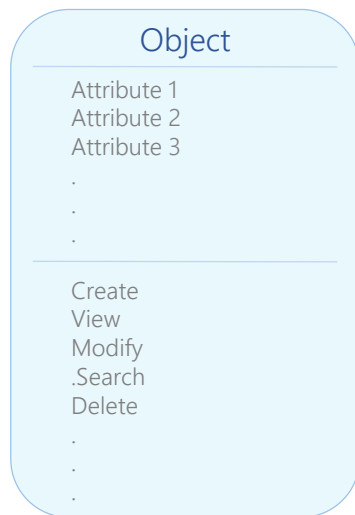 Object
Attribute 1
Attribute 2
Attribute 3
.
.
.
Create
View
Modify
.Search
Delete
.
.
.